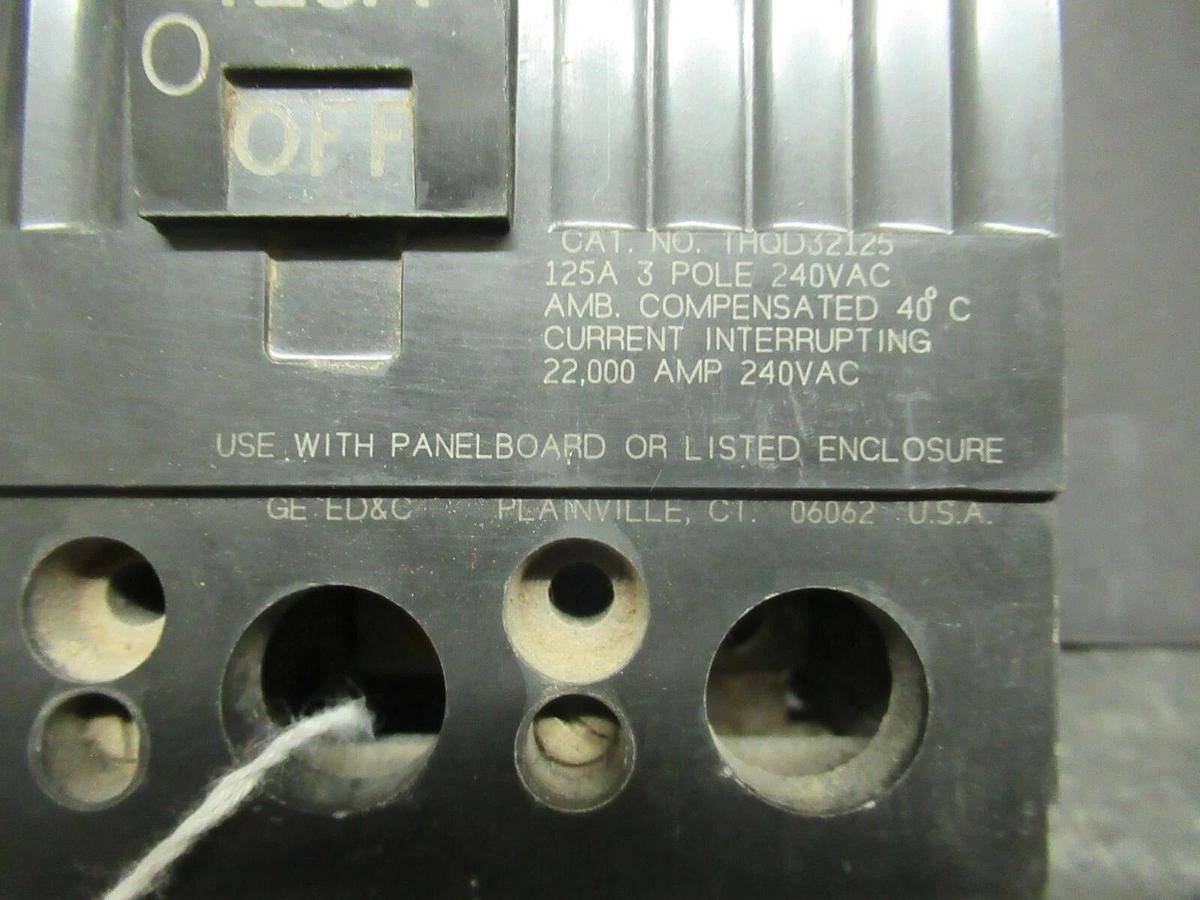 O
OFF
CAT. NO. THQD32125
125A 3 POLE 240VAC
AMB. COMPENSATED 40° C
CURRENT INTERRUPTING
22,000 AMP 240VAC
USE WITH PANELBOARD OR LISTED ENCLOSURE
GE ED&C PLAINVILLE, CT. 06062 U.S.A.